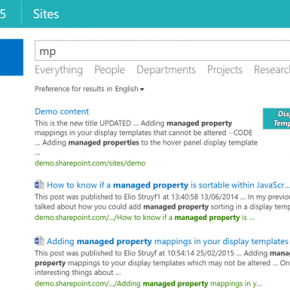 5 Sites
mp
Everything People Departments Projects Researc
Preference for results in English
Demo content
This is the new title UPDATED ... Adding managed property
mappings in your display templates that cannot be altered - CODE
... Adding managed properties to the hover panel display template
...
demo.sharepoint.com/sites/demo
Dis
Temp
How to know if a managed property is sortable within JavaScr...
This post was published to Elio Struyf1 at 13:40:58 13/06/2014 ... In my previou
talked about how you could add managed property sorting in a display temp
demo.sharepoint.com/.../How to know if a managed property is ...
Adding managed property mappings in your display templates
This post was published to Elio Struyf at 10:54:14 25/02/2015 ... Adding mana
property mappings to your display templates which may not be altered ... On
interesting things about ...
demo.sharepoint.com/.../Adding managed property mappings in y...